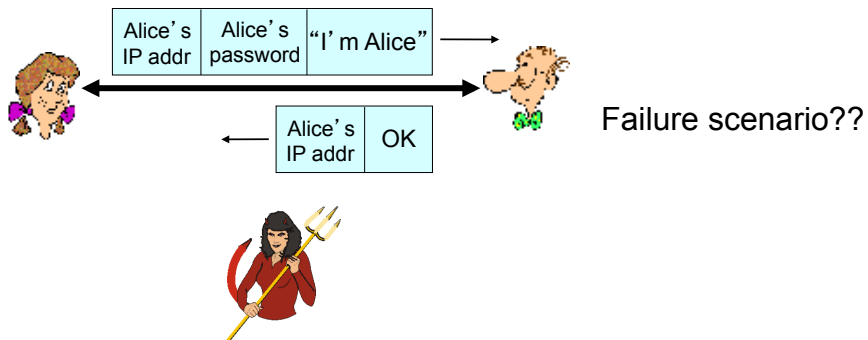 Alice’s IP addr
Alice’s password
“I’m Alice”
Alice’s IP addr
OK
Failure scenario??